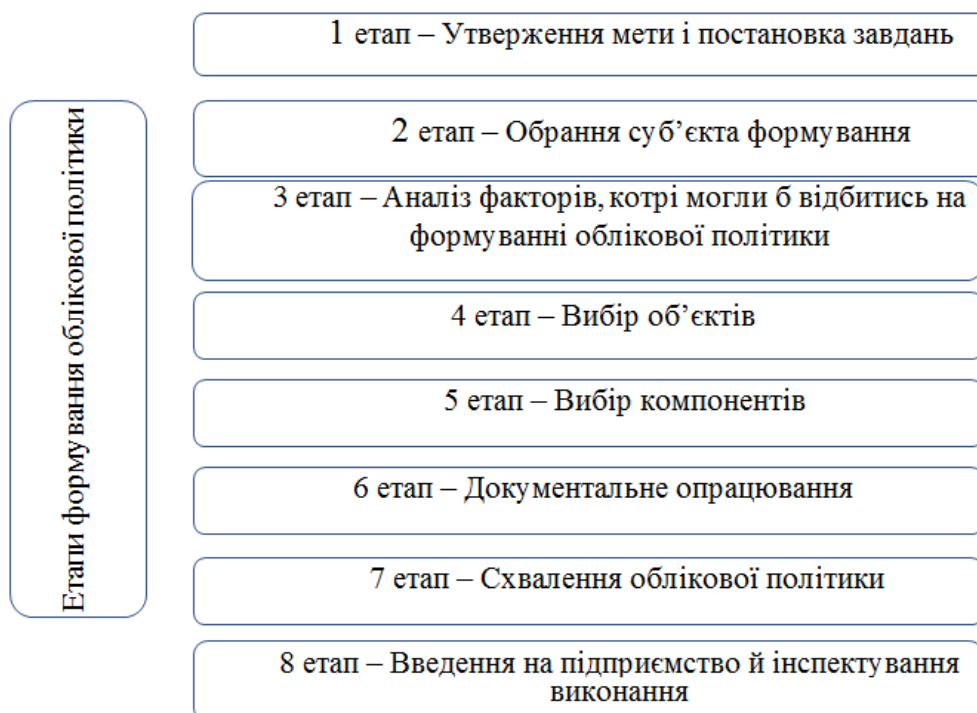 Етапи формування облікової політики
1 етап – Утверження мети і постановка завдань
2 етап – Обрання суб’єкта формування
3 етап – Аналіз факторів, котрі могли б відбитись на
формуванні облікової політики
4 етап – Вибір об’єктів
5 етап – Вибір компонентів
6 етап – Документальне опрацювання
7 етап – Схвалення облікової політики
8 етап – Введення на підприємство й інспектування
виконання